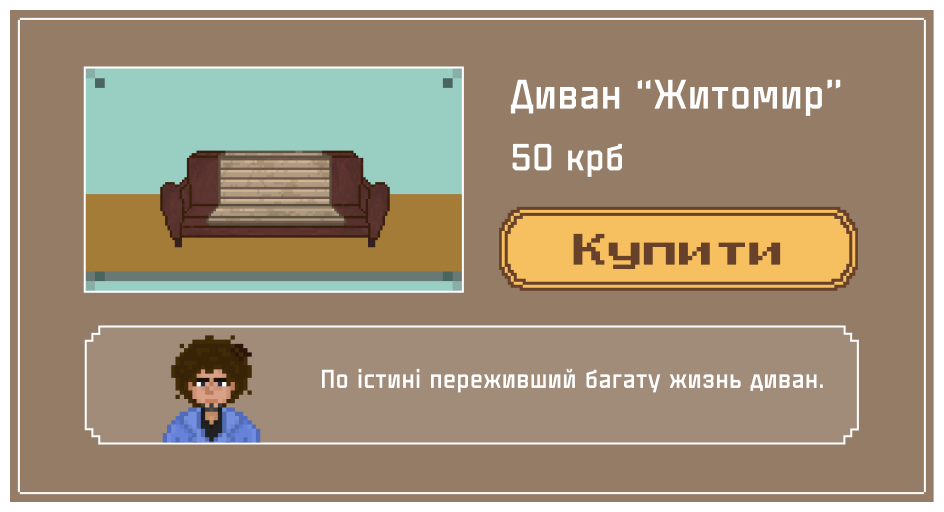 Диван “Житомир”
50 крб
Купити
По істині переживший багату жизнь диван.